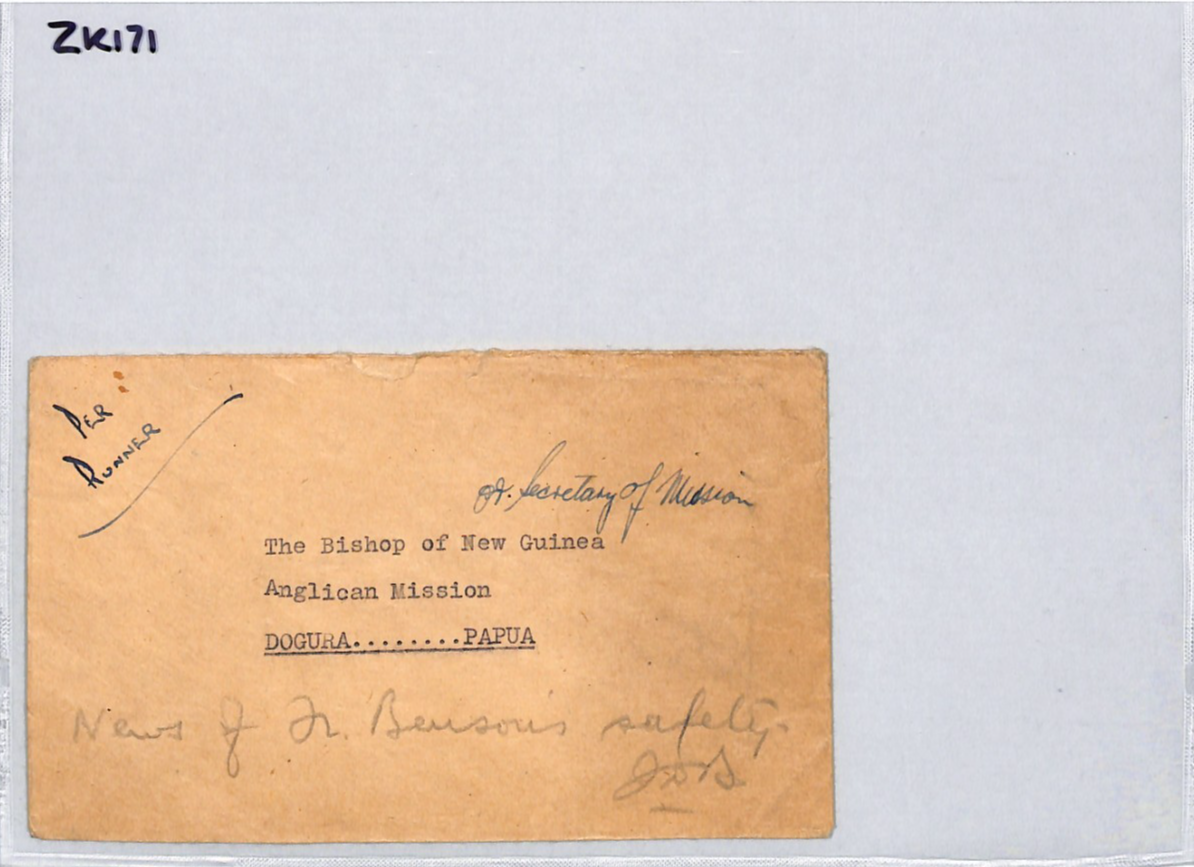 ZK171
PER
RUNNER
or. Secretary of Mission
The Bishop of New Guinea
Anglican Mission
DOGURA........PAPUA
News of Fr. Benson's safety.